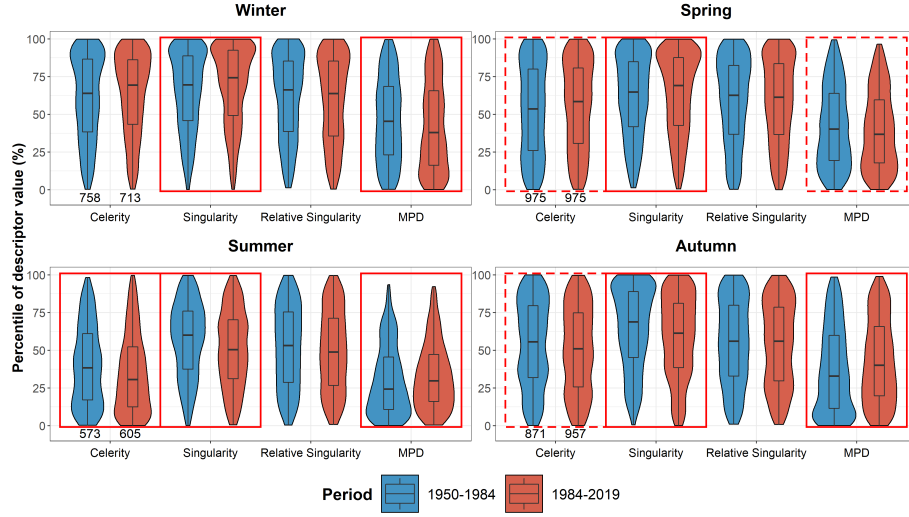 Winter
Spring
100
75
50
25
0
758
713
Celerity
Singularity
Relative Singularity
MPD
100
75
50
25
0
975
975
Celerity
Singularity
Relative Singularity
MPD
Summer
Autumn
100
75
50
25
0
573
605
Celerity
Singularity
Relative Singularity
MPD
100
75
50
25
0
871
957
Celerity
Singularity
Relative Singularity
MPD
Percentile of descriptor value (%)
Period
1950-1984
1984-2019